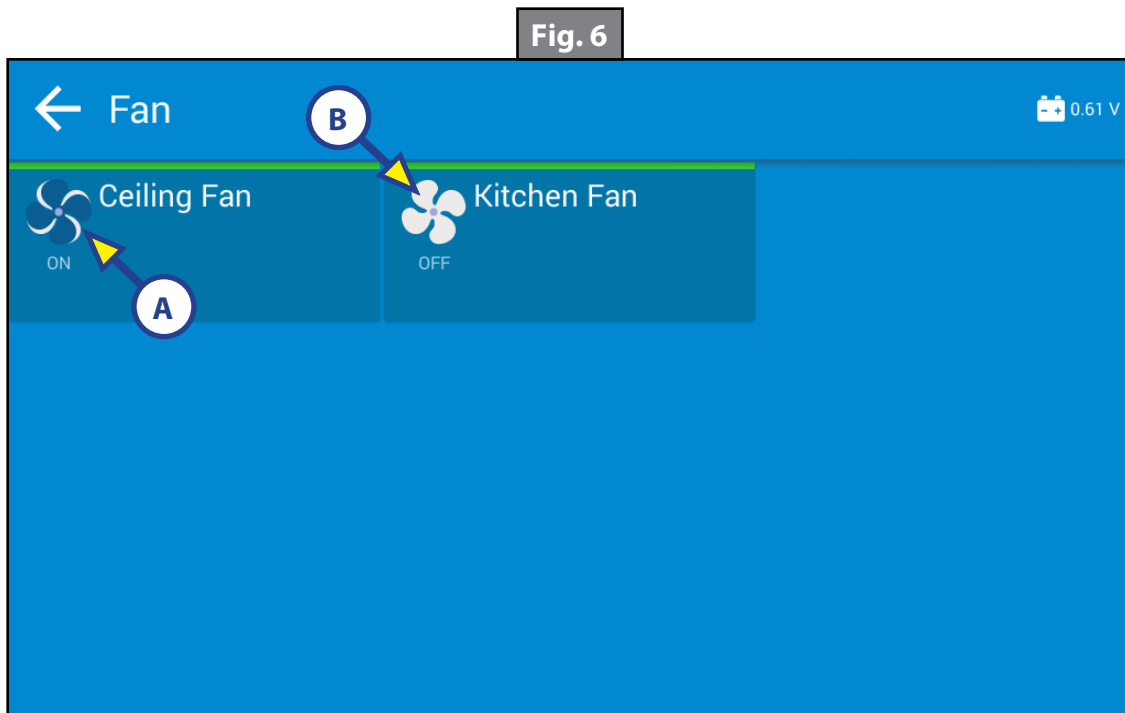 Fig. 6
Fan
B
0.61 V
Ceiling Fan
Kitchen Fan
ON
OFF
A